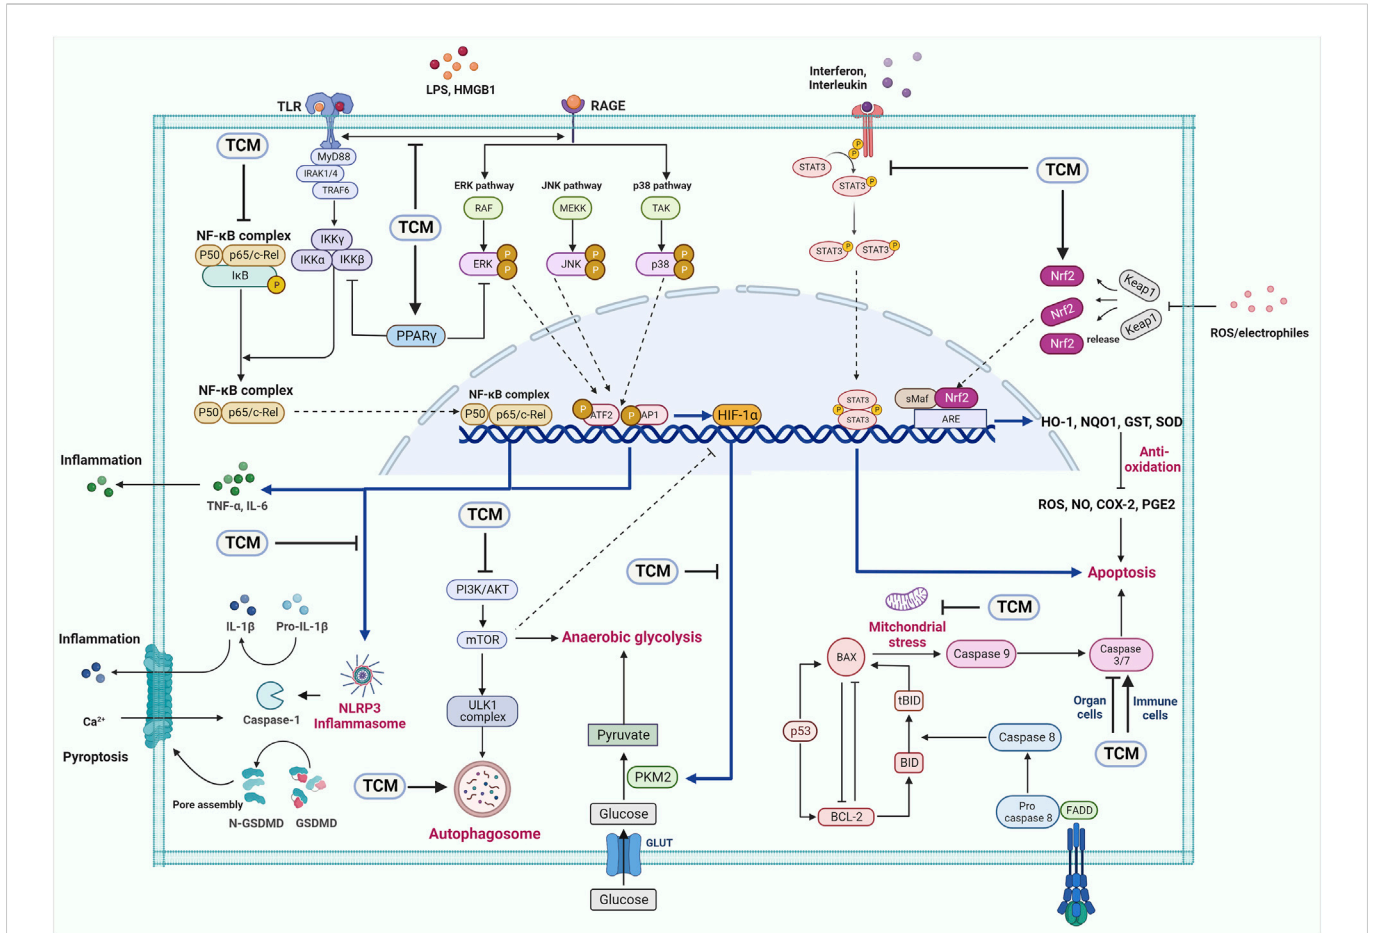 LPS, HMGB1
TLR
RAGE
Interferon,
Interleukin
TCM
MyD88
IRAK1/4
TRAF6
TCM
NF-κB complex
P50
p65/c-Rel
IκB
P
IKKγ
IKKα
IKKβ
PPARγ
ERK pathway
JNK pathway
p38 pathway
RAF
MEKK
TAK
ERK
P
P
JNK
P
P
p38
P
P
STAT3
P
P
STAT3
P
STAT3
P
STAT3
P
TCM
Nrf2
Nrf2
Nrf2
Keap1
Keap1
release
ROS/electrophiles
NF-κB complex
P50
p65/c-Rel
NF-κB complex
P50
p65/c-Rel
P
ATF2
P
AP1
HIF-1α
STAT3
P
P
STAT3
sMaf
Nrf2
ARE
HO-1, NQO1, GST, SOD
Anti-
oxidation
ROS, NO, COX-2, PGE2
Apoptosis
Inflammation
TNF-α, IL-6
TCM
TCM
PI3K/AKT
mTOR
Anaerobic glycolysis
ULK1
complex
TCM
Autophagosome
TCM
Inflammation
IL-1β
Pro-IL-1β
Ca2+
Caspase-1
NLRP3
Inflammasome
Pyroptosis
Pore assembly
N-GSDMD
GSDMD
Pyruvate
PKM2
Glucose
GLUT
Glucose
Mitchondrial
stress
TCM
BAX
Caspase 9
Caspase
3/7
tBID
p53
BID
BCL-2
Caspase 8
Organ
cells
Immune
cells
TCM
Pro
caspase 8
FADD